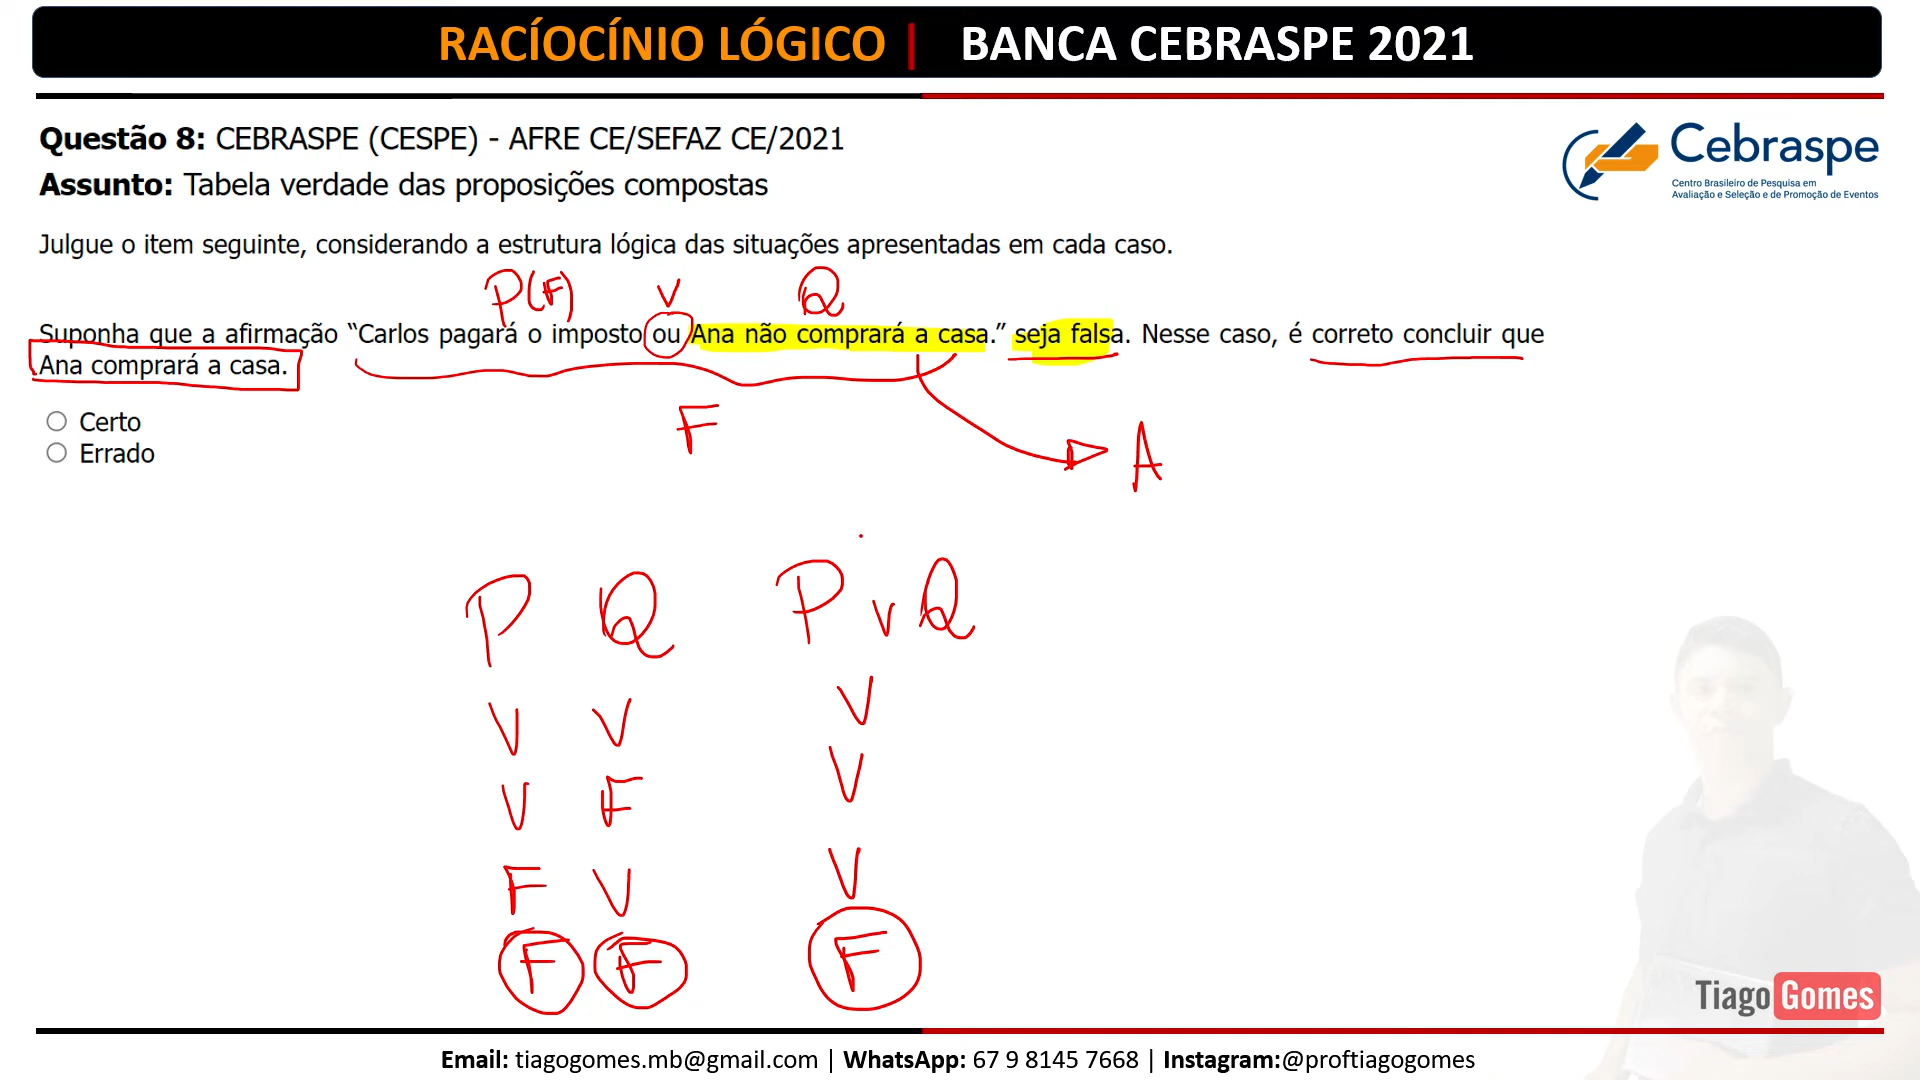 RACÍOCÍNIO LÓGICO | BANCA CEBRASPE 2021
Questão 8: CEBRASPE (CESPE) - AFRE CE/SEFAZ CE/2021
Assunto: Tabela verdade das proposições compostas
Cebraspe
Centro Brasileiro de Pesquisa em
Avaliação e Seleção e de Promoção de Eventos
Julgue o item seguinte, considerando a estrutura lógica das situações apresentadas em cada caso.
P(F) v Q
Suponha que a afirmação “Carlos pagará o imposto ou Ana não comprará a casa.” seja falsa. Nesse caso, é correto concluir que
Ana comprará a casa.
Certo
Errado
F
A
P Q P v Q
V V V
V F V
F V V
F F F
Tiago Gomes
Email: tiagogomes.mb@gmail.com | WhatsApp: 67 9 8145 7668 | Instagram:@proftiagogomes